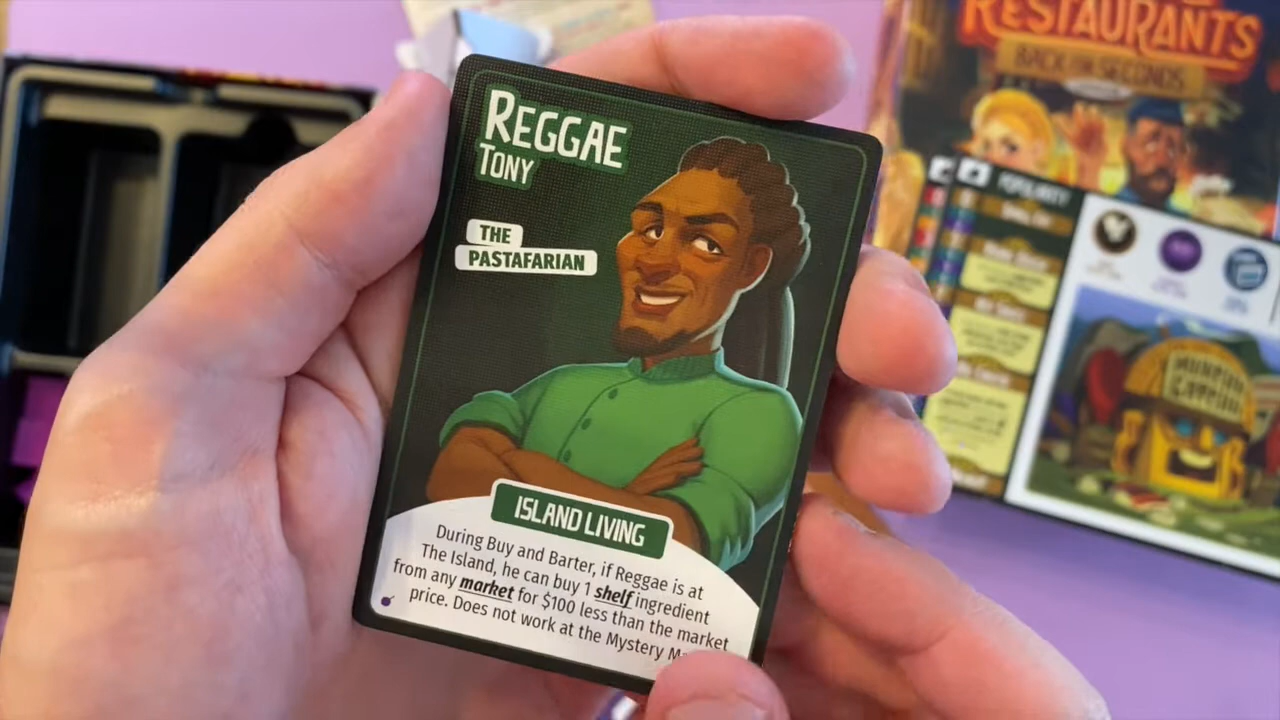 REGGAE
TONY
THE
PASTAFARIAN
ISLAND LIVING
During Buy and Barter, if Reggae is at
The Island, he can buy 1 shelf ingredient
from any market for $100 less than the market
price. Does not work at the Mystery
RESTAURANTS
BACK FOR SECONDS
POPULARITY
MUNNIPH